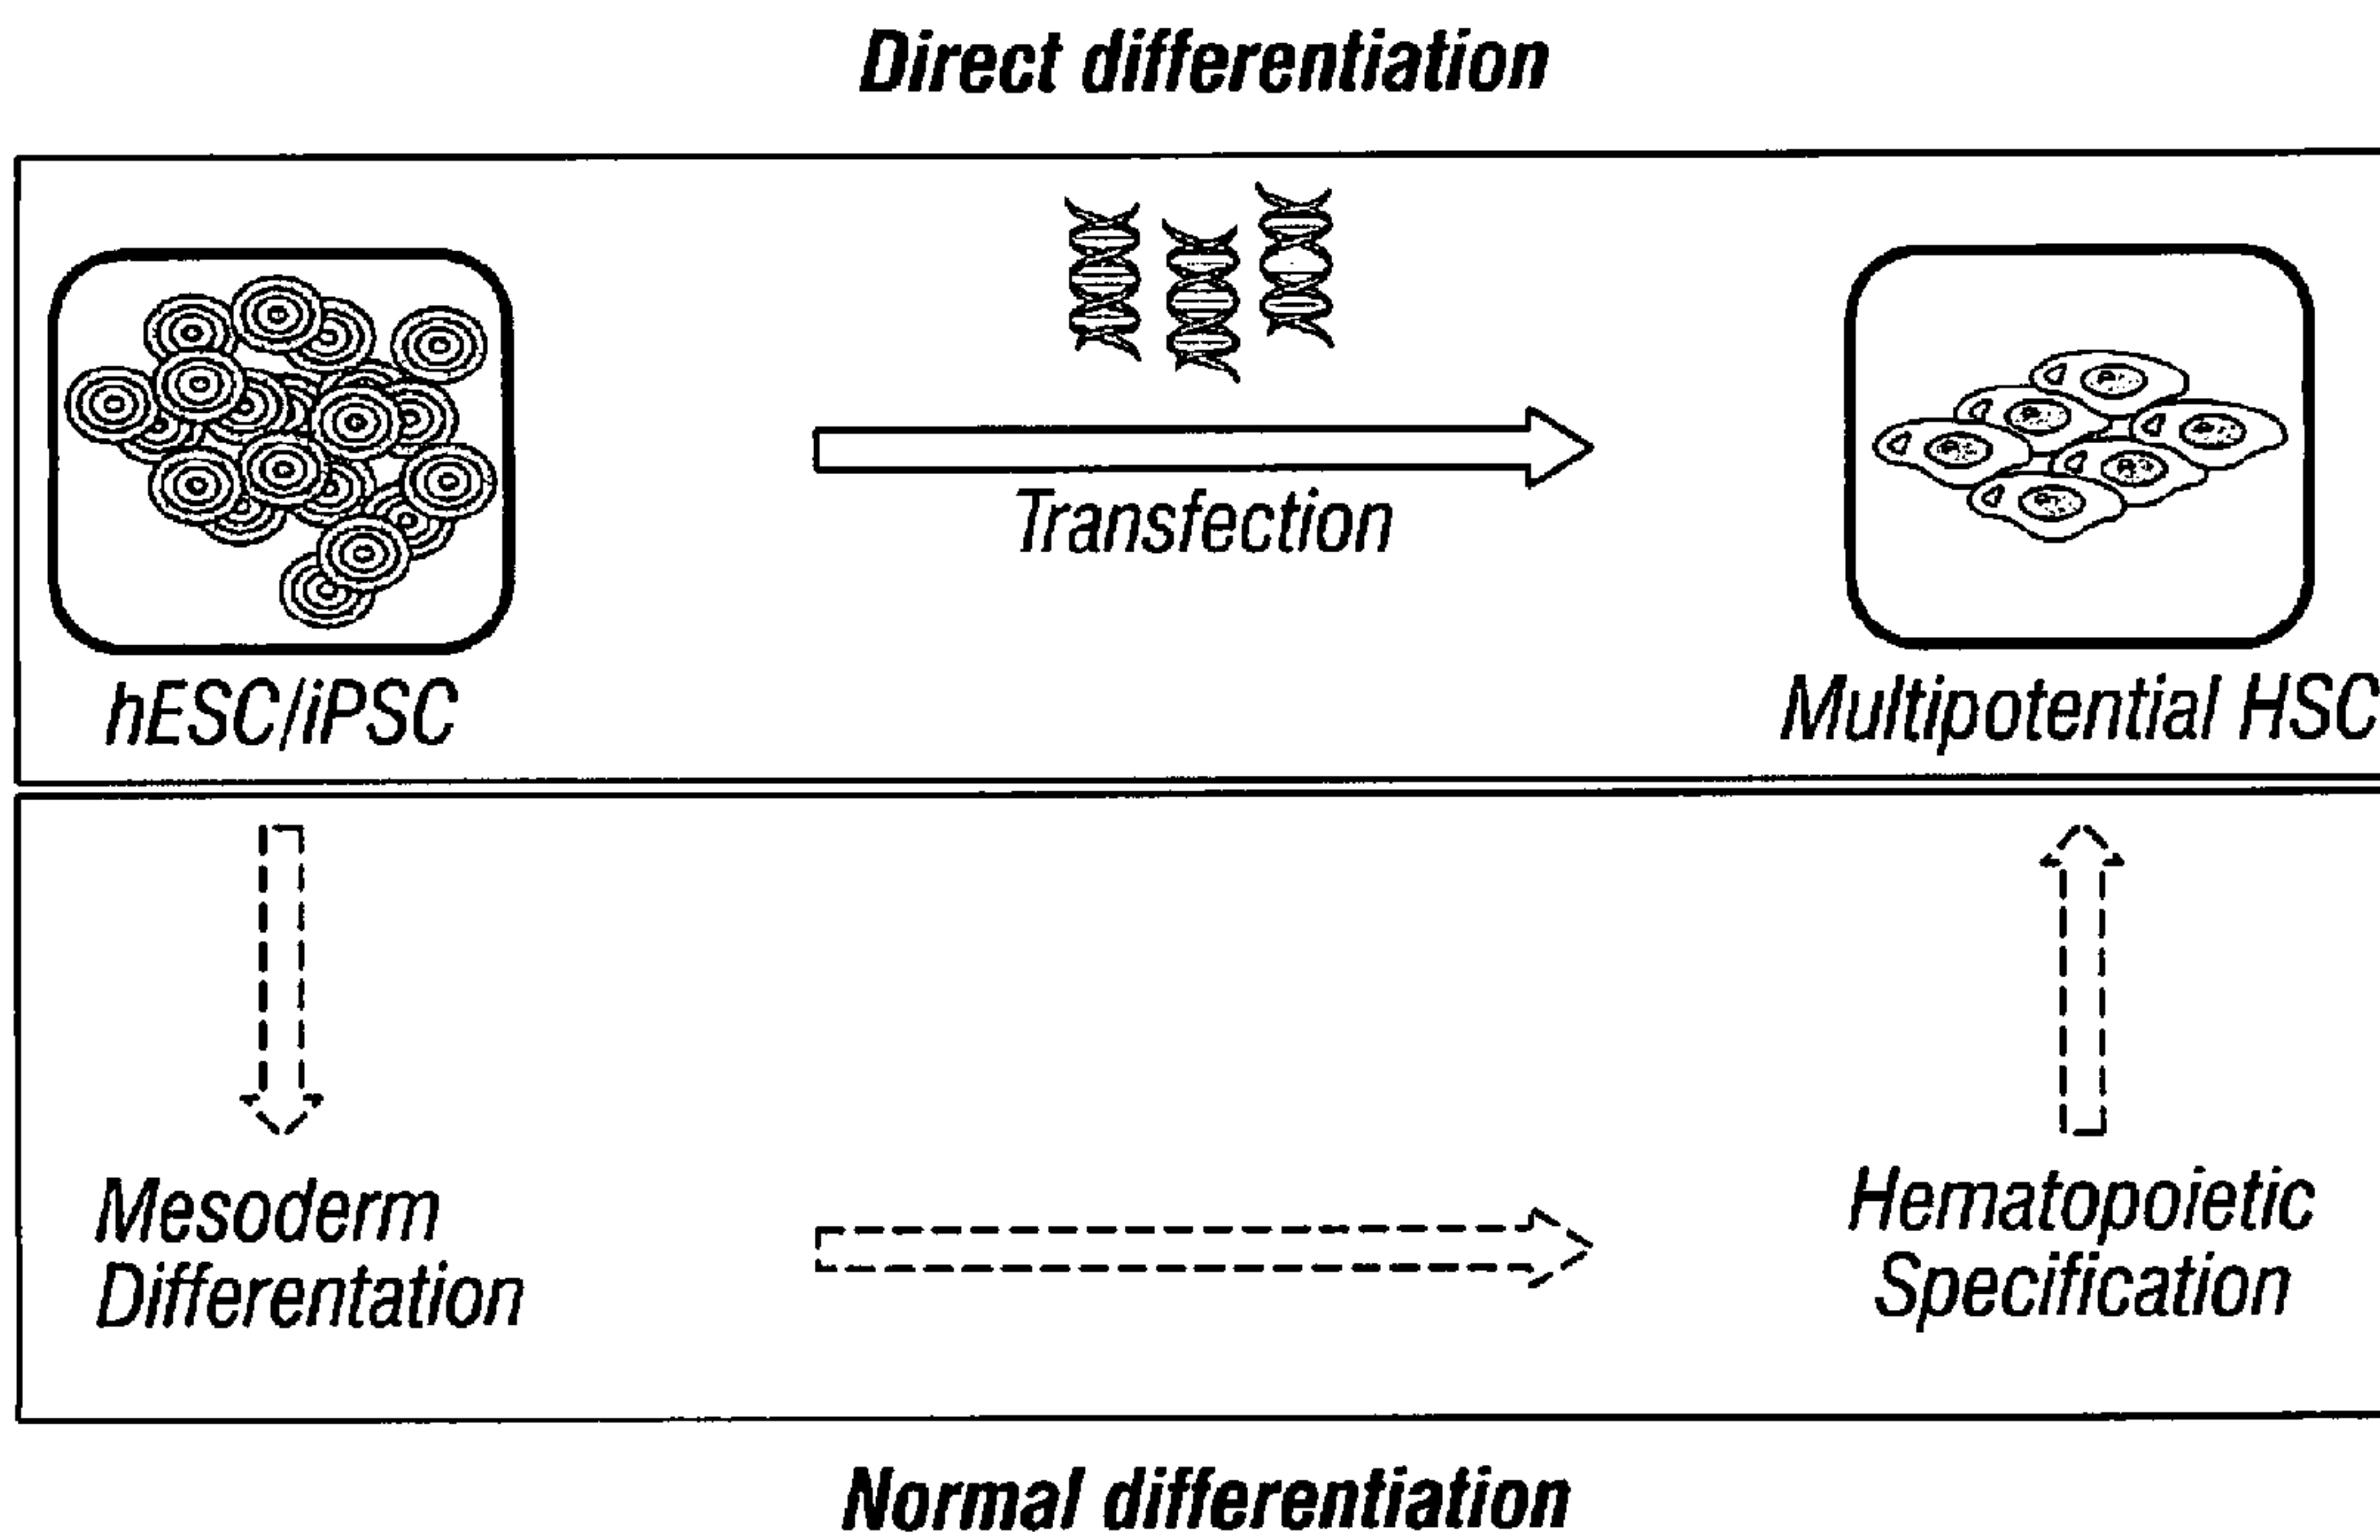 Direct differentiation
Transfection
hESC/iPSC
Multipotential HSC
Mesoderm
Differentation
Hematopoietic
Specification
Normal differentiation